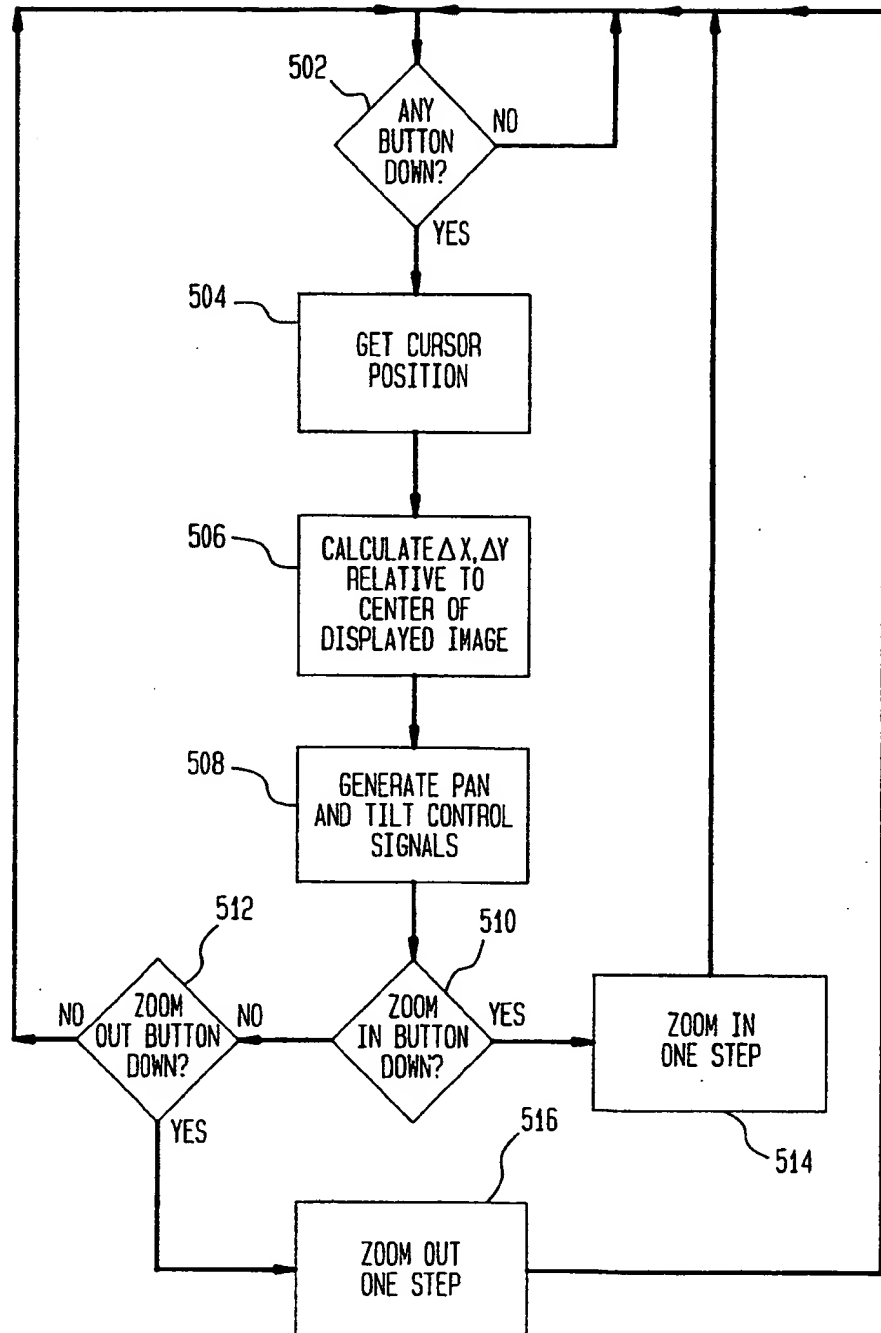 502
ANY
BUTTON
DOWN?
NO
YES
504
GET CURSOR
POSITION
506
CALCULATE ΔX, ΔY
RELATIVE TO
CENTER OF
DISPLAYED IMAGE
508
GENERATE PAN
AND TILT CONTROL
SIGNALS
512
510
NO
ZOOM
OUT BUTTON
DOWN?
NO
ZOOM
IN BUTTON
DOWN?
YES
ZOOM IN
ONE STEP
YES
516
514
ZOOM OUT
ONE STEP